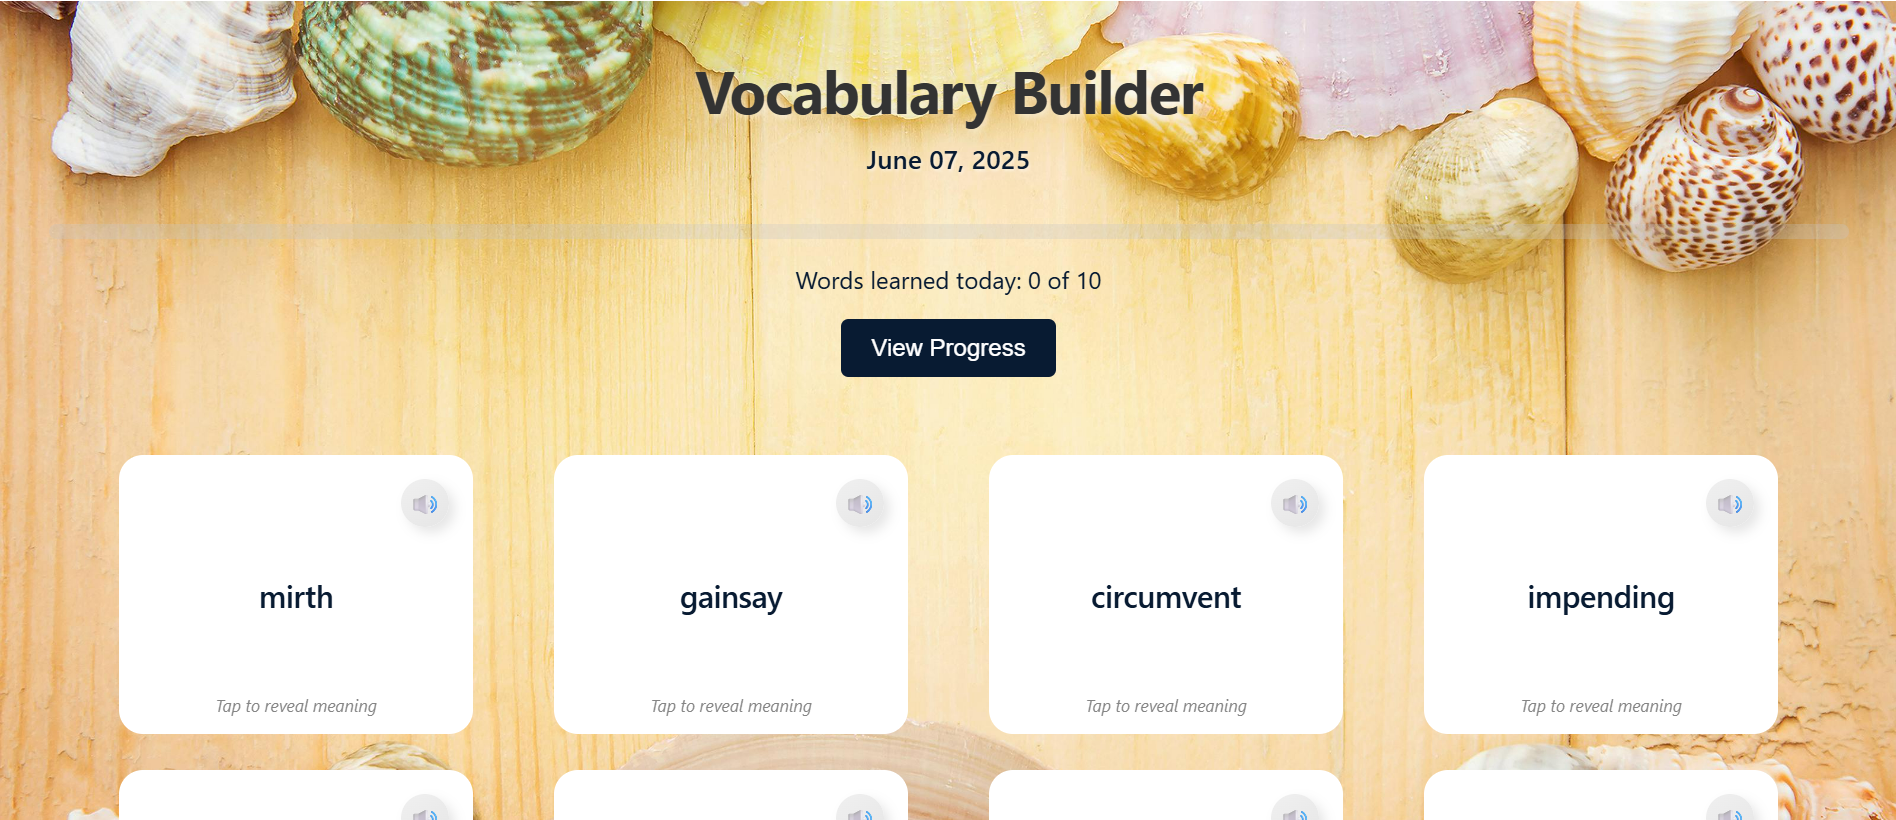 Vocabulary Builder
June 07, 2025
Words learned today: 0 of 10
View Progress
mirth
gainsay
circumvent
impending
Tap to reveal meaning
Tap to reveal meaning
Tap to reveal meaning
Tap to reveal meaning